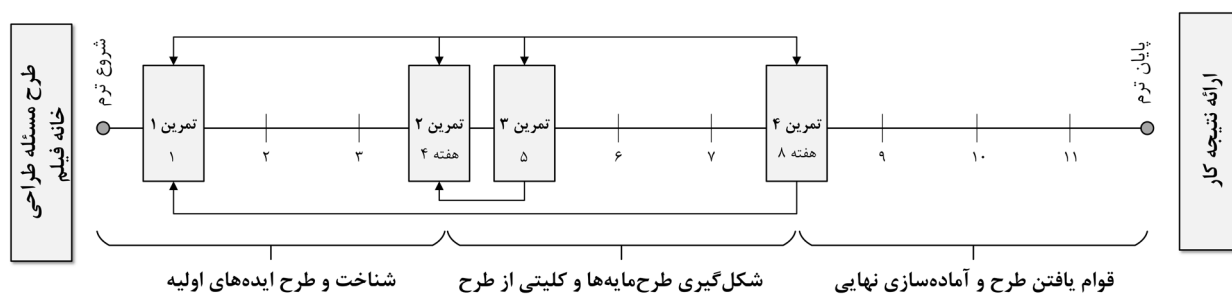 طرح مسئله طراحی
خانه فیلم
شروع ترم
تمرین ۱
۱
۲
۳
تمرین ۲
هفته ۴
تمرین ۳
۵
۶
۷
تمرین ۴
هفته ۸
۹
۱۰
۱۱
پایان ترم
ارائه نتیجه کار
شناخت و طرح ایده‌های اولیه
شکل‌گیری طرح‌مایه‌ها و کلیتی از طرح
قوام یافتن طرح و آماده‌سازی نهایی